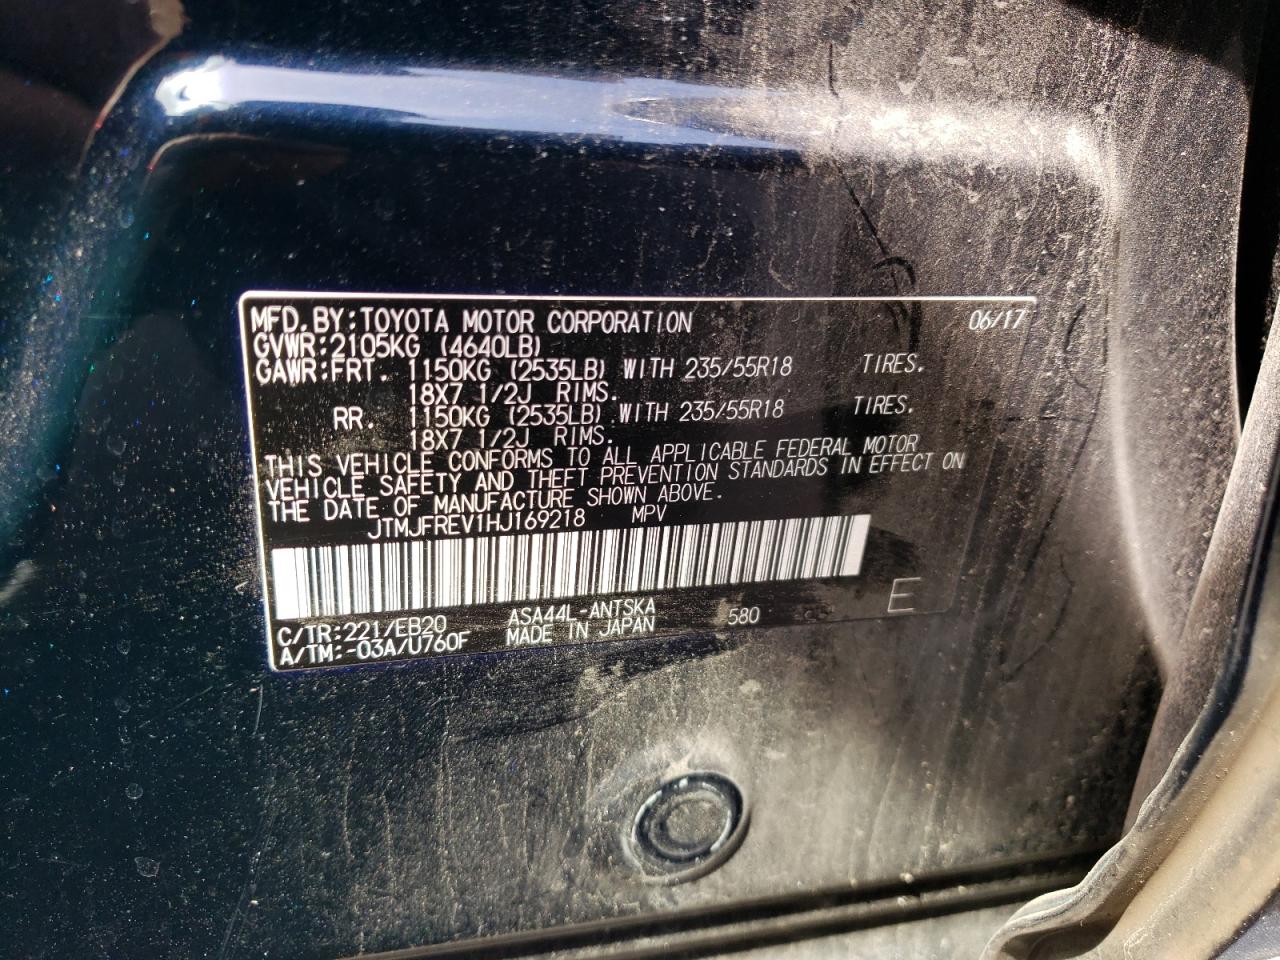 MFD.BY:TOYOTA MOTOR CORPORATION 06/17
GVWR:2105KG (4640LB)
GAWR:FRT. 1150KG (2535LB) WITH 235/55R18 TIRES.
18X7 1/2J RIMS.
RR. 1150KG (2535LB) WITH 235/55R18 TIRES.
18X7 1/2J RIMS.
THIS VEHICLE CONFORMS TO ALL APPLICABLE FEDERAL MOTOR
VEHICLE SAFETY AND THEFT PREVENTION STANDARDS IN EFFECT ON
THE DATE OF MANUFACTURE SHOWN ABOVE.
JTMJFREV1HJ169218 MPV
C/TR:221/EB20 ASA44L-ANTSKA 580 E
A/TM:-03A/U760F MADE IN JAPAN